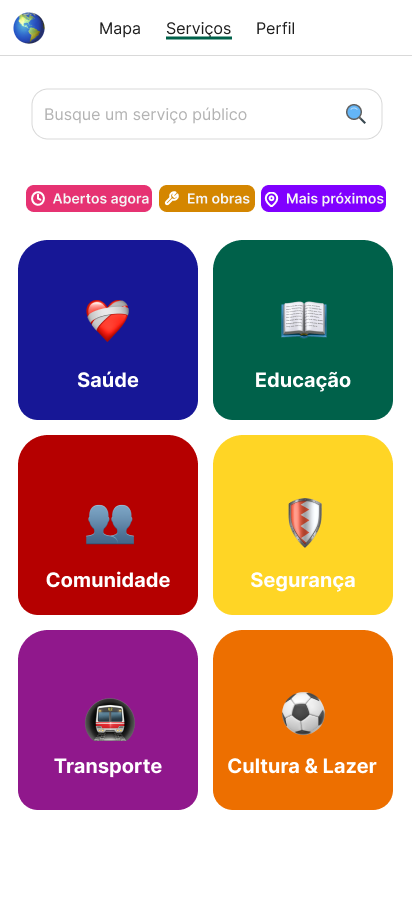 Mapa Serviços Perfil
Busque um serviço público
Abertos agora Em obras Mais próximos
Saúde Educação
Comunidade Segurança
Transporte Cultura & Lazer